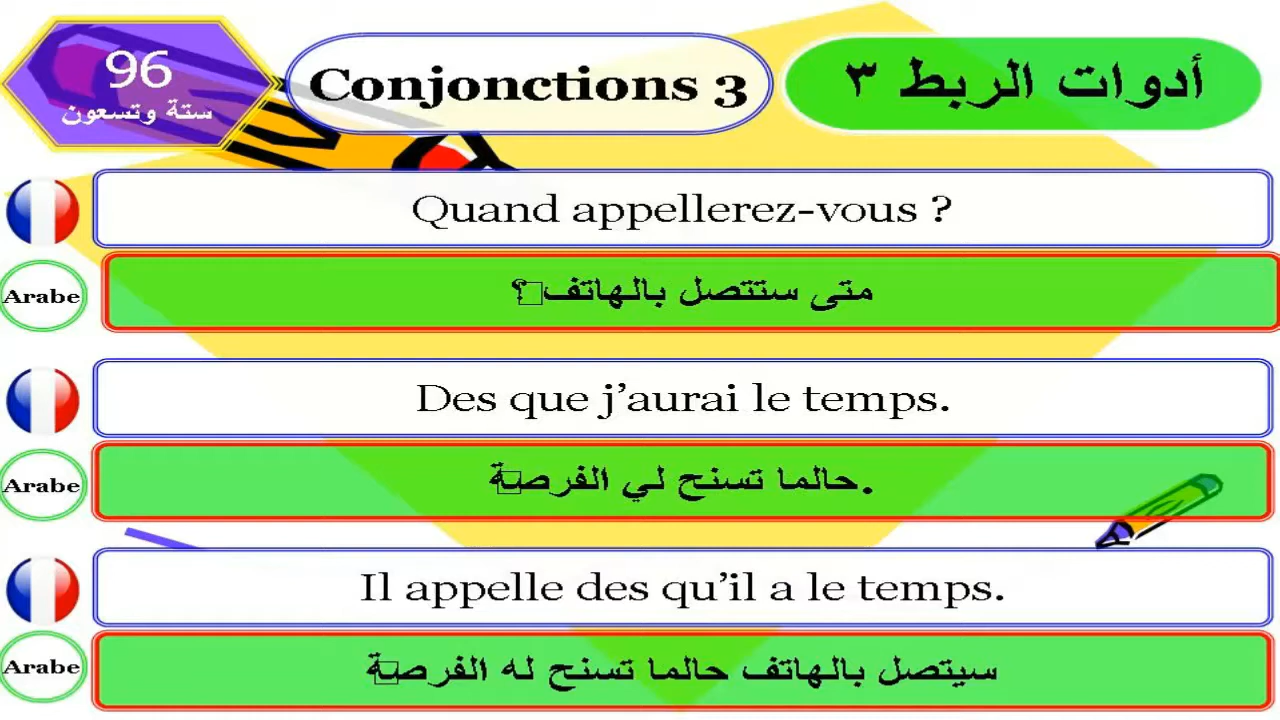 96
ستة وتسعون
Conjonctions 3
أدوات الربط ٣
Quand appellerez-vous ?
Arabe
متى ستتصل بالهاتف؟
Des que j’aurai le temps.
Arabe
حالما تسنح لي الفرصة.
Il appelle des qu’il a le temps.
Arabe
سيتصل بالهاتف حالما تسنح له الفرصة